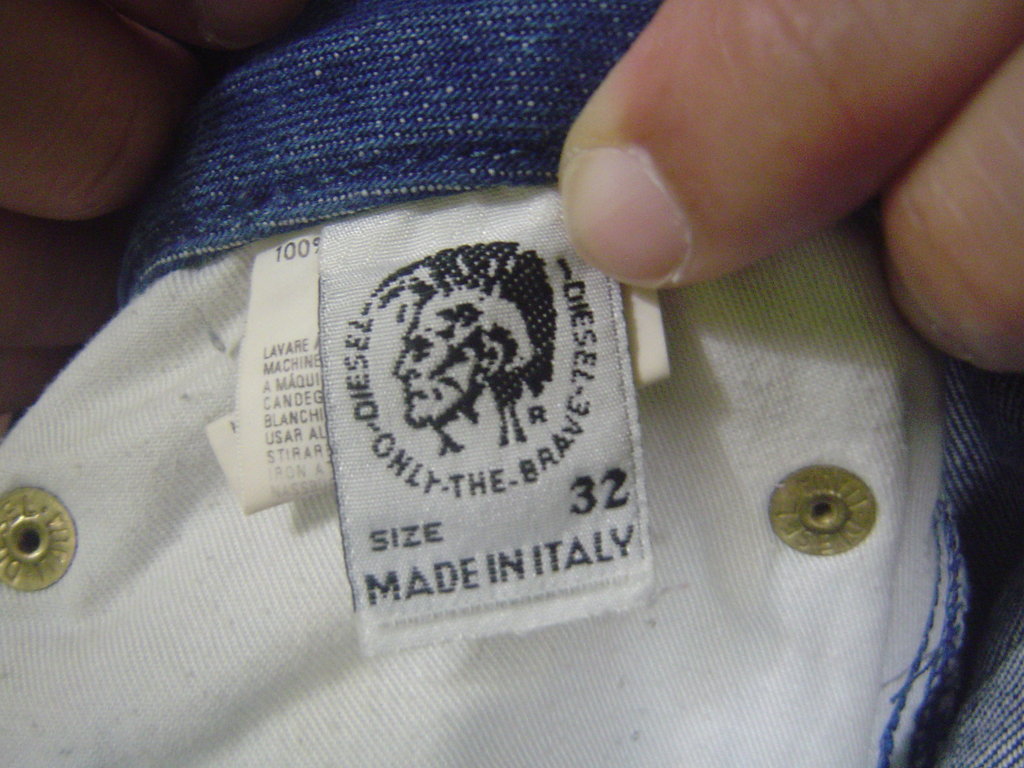 100%
LAVARE
MACHINE
A MÁQUI
CANDEG
BLANCHI
USAR AL
STIRAR
IRON A
DIESEL-ONLY-THE-BRAVE-DIESEL
R
SIZE 32
MADE IN ITALY